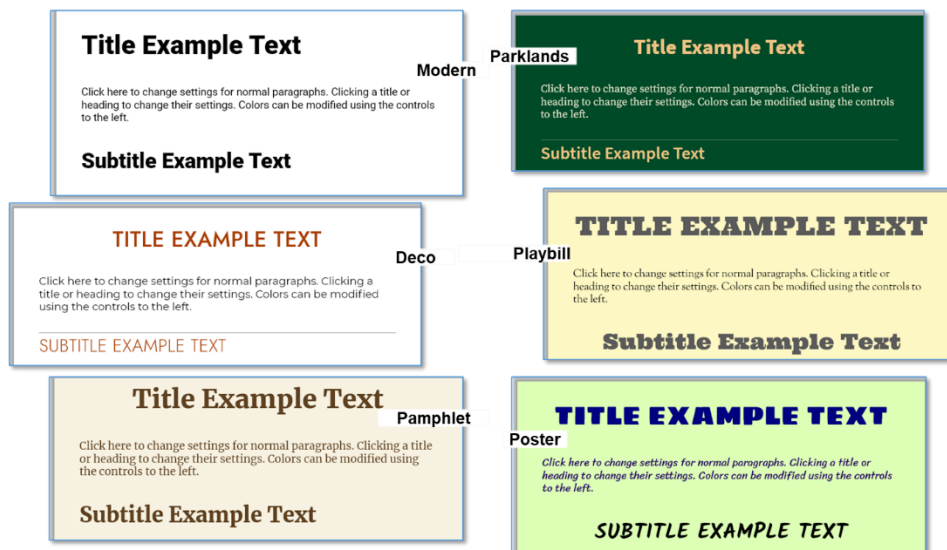 Title Example Text
Modern
Click here to change settings for normal paragraphs. Clicking a title or
heading to change their settings. Colors can be modified using the controls
to the left.
Subtitle Example Text
Title Example Text
Parklands
Click here to change settings for normal paragraphs. Clicking a title or
heading to change their settings. Colors can be modified using the controls
to the left.
Subtitle Example Text
TITLE EXAMPLE TEXT
Deco
Click here to change settings for normal paragraphs. Clicking a
title or heading to change their settings. Colors can be modified
using the controls to the left.
SUBTITLE EXAMPLE TEXT
TITLE EXAMPLE TEXT
Playbill
Click here to change settings for normal paragraphs. Clicking a title or
heading to change their settings. Colors can be modified using the controls to
the left.
Subtitle Example Text
Title Example Text
Pamphlet
Click here to change settings for normal paragraphs. Clicking a title
or heading to change their settings. Colors can be modified using
the controls to the left.
Subtitle Example Text
TITLE EXAMPLE TEXT
Poster
Click here to change settings for normal paragraphs. Clicking a title or
heading to change their settings. Colors can be modified using the controls
to the left.
SUBTITLE EXAMPLE TEXT